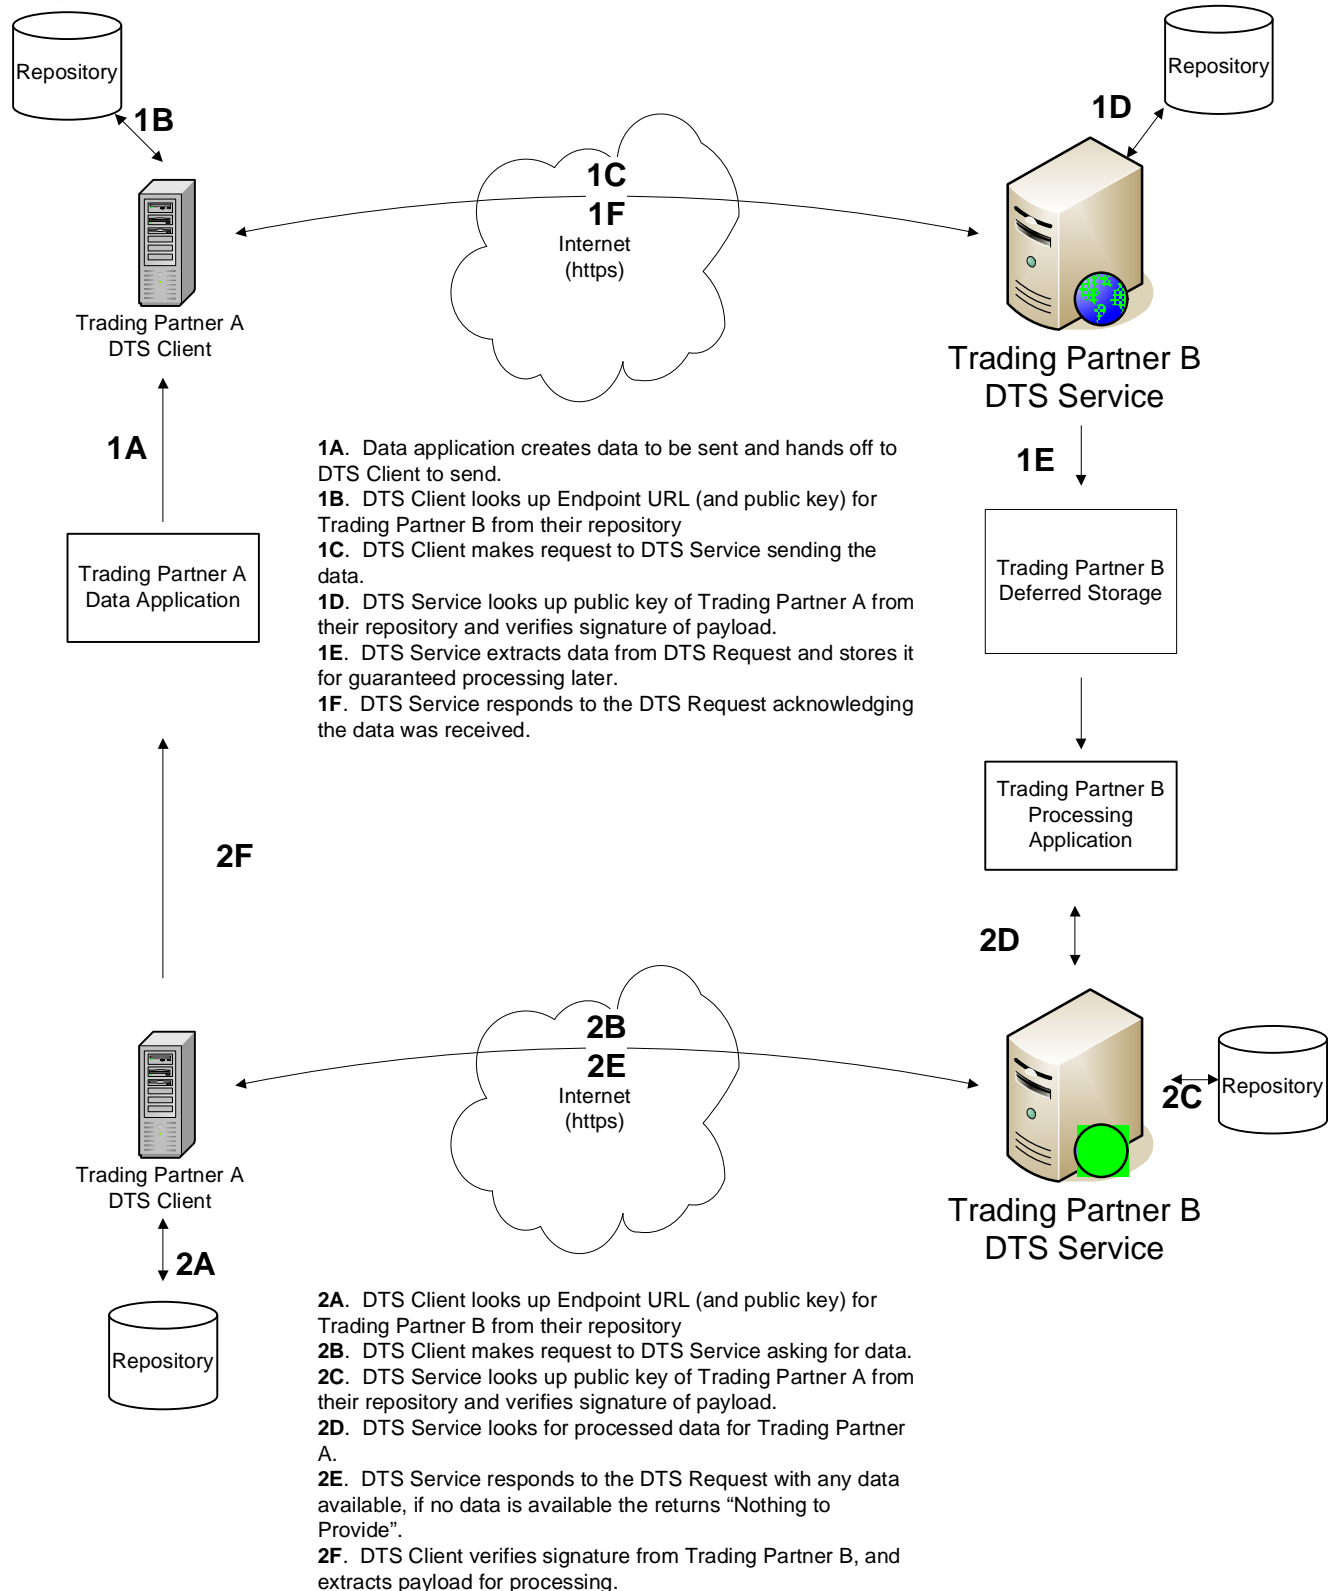 Repository
1B
Repository
1D
1C
1F
Internet
(https)
Trading Partner A
DTS Client
Trading Partner B
DTS Service
1A
1E
1A.  Data application creates data to be sent and hands off to
DTS Client to send.
1B.  DTS Client looks up Endpoint URL (and public key) for
Trading Partner B from their repository
1C.  DTS Client makes request to DTS Service sending the
data.
1D.  DTS Service looks up public key of Trading Partner A from
their repository and verifies signature of payload.
1E.  DTS Service extracts data from DTS Request and stores it
for guaranteed processing later.
1F.  DTS Service responds to the DTS Request acknowledging
the data was received.
Trading Partner A
Data Application
Trading Partner B
Deferred Storage
Trading Partner B
Processing
Application
2F
2D
2B
2E
Internet
(https)
2C
Repository
Trading Partner A
DTS Client
Trading Partner B
DTS Service
2A
Repository
2A.  DTS Client looks up Endpoint URL (and public key) for
Trading Partner B from their repository
2B.  DTS Client makes request to DTS Service asking for data.
2C.  DTS Service looks up public key of Trading Partner A from
their repository and verifies signature of payload.
2D.  DTS Service looks for processed data for Trading Partner
A.
2E.  DTS Service responds to the DTS Request with any data
available, if no data is available the returns “Nothing to
Provide”.
2F.  DTS Client verifies signature from Trading Partner B, and
extracts payload for processing.